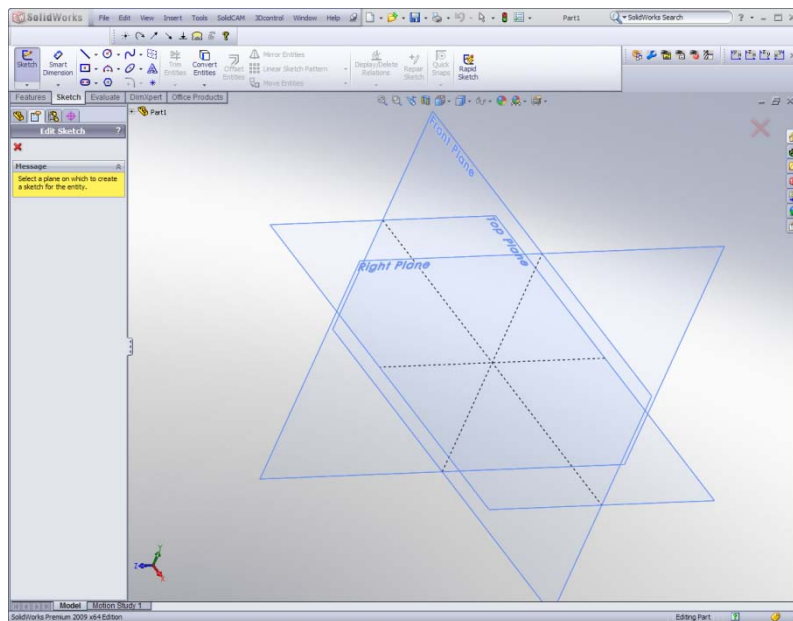 SolidWorks File Edit View Insert Tools SolidCAM 3Dcontrol Window Help Part1 SolidWorks Search
Sketch Smart Dimension Trim Entities Convert Entities Offset Entities Mirror Entities Linear Sketch Pattern Move Entities Display/Delete Relations Repair Sketch Quick Snaps Rapid Sketch
Features Sketch Evaluate DimXpert Office Products
Part1
Edit Sketch ?
Message
Select a plane on which to create
a sketch for the entity.
Front Plane
Top Plane
Right Plane
Y
Z
X
Model Motion Study 1
SolidWorks Premium 2009 x64 Edition Editing Part